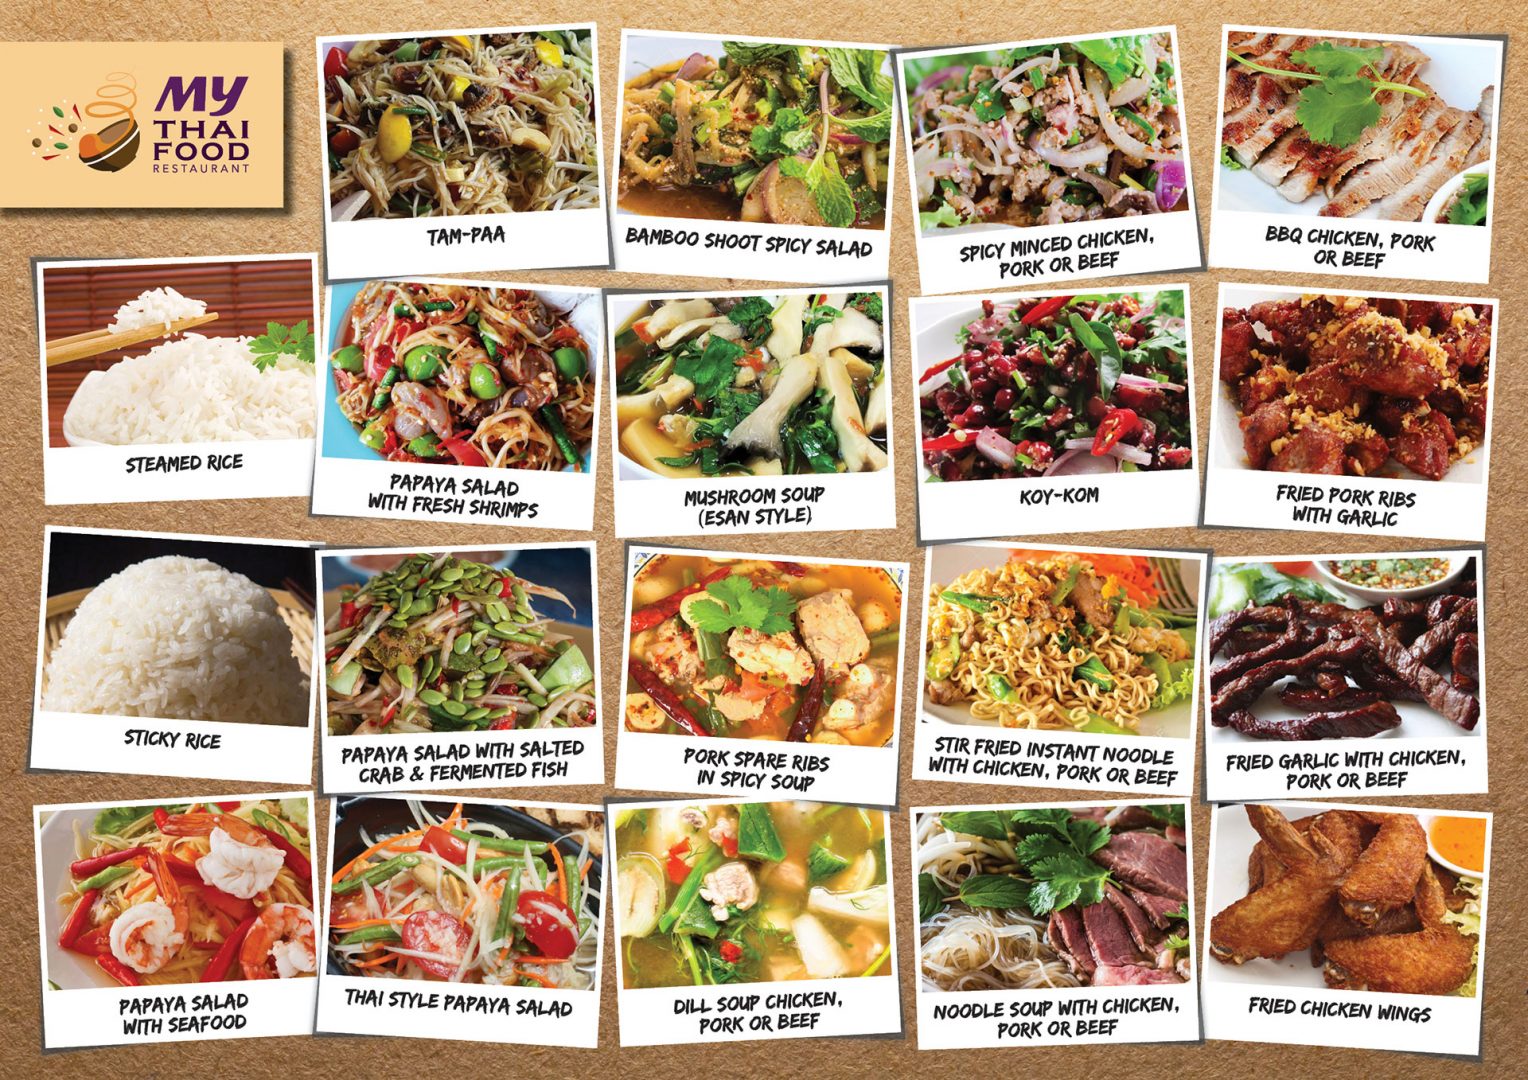 MY
THAI
FOOD
RESTAURANT
TAM-PAA
BAMBOO SHOOT SPICY SALAD
SPICY MINCED CHICKEN,
PORK OR BEEF
BBQ CHICKEN, PORK
OR BEEF
STEAMED RICE
PAPAYA SALAD
WITH FRESH SHRIMPS
MUSHROOM SOUP
(ESAN STYLE)
KOY-KOM
FRIED PORK RIBS
WITH GARLIC
STICKY RICE
PAPAYA SALAD WITH SALTED
CRAB & FERMENTED FISH
PORK SPARE RIBS
IN SPICY SOUP
STIR FRIED INSTANT NOODLE
WITH CHICKEN, PORK OR BEEF
FRIED GARLIC WITH CHICKEN,
PORK OR BEEF
PAPAYA SALAD
WITH SEAFOOD
THAI STYLE PAPAYA SALAD
DILL SOUP CHICKEN,
PORK OR BEEF
NOODLE SOUP WITH CHICKEN,
PORK OR BEEF
FRIED CHICKEN WINGS